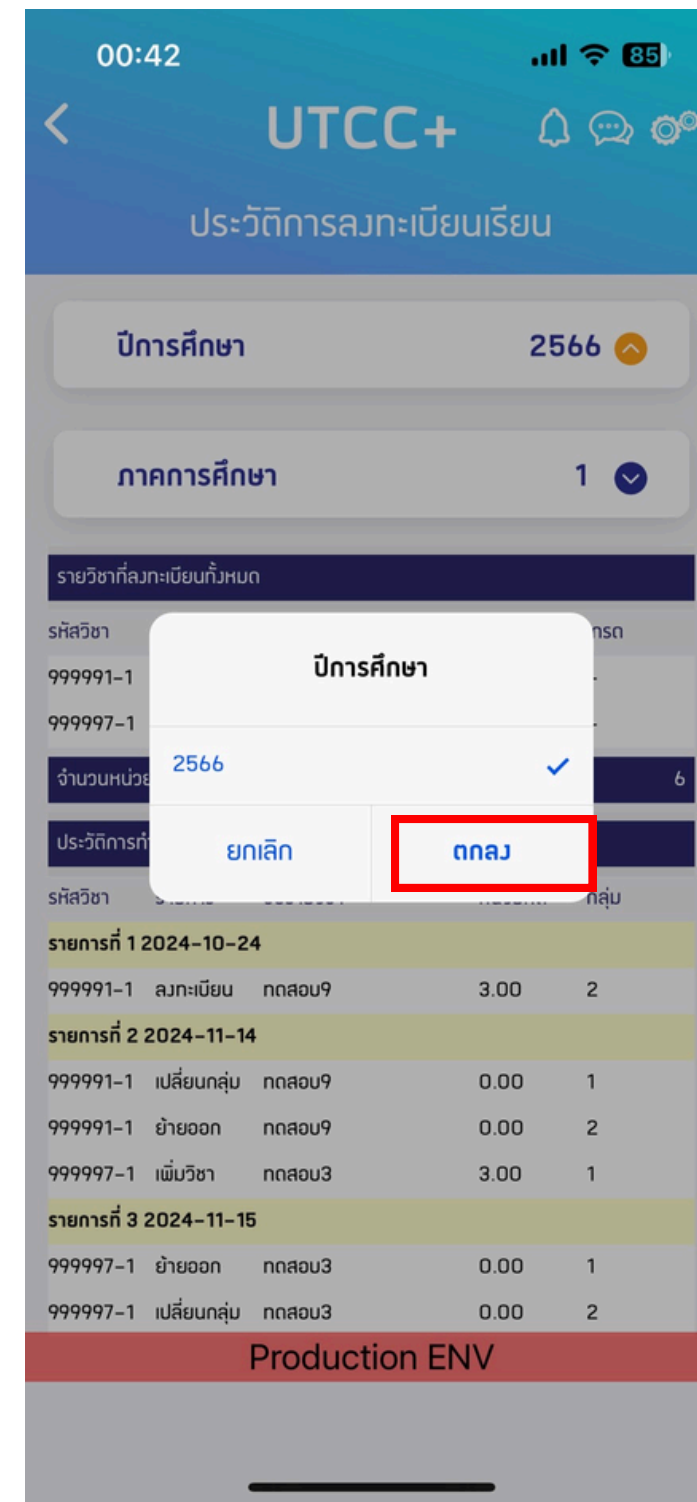 00:42 85
UTCC+
ประวัติการลงทะเบียนเรียน
ปีการศึกษา 2566
ภาคการศึกษา 1
รายวิชาที่ลงทะเบียนทั้งหมด
รหัสวิชา
999991-1
999997-1
ปีการศึกษา
2566
6
ยกเลิก ตกลง
รหัสวิชา กลุ่ม
รายการที่ 1 2024-10-24
999991-1 ลงทะเบียน ทดสอบ9 3.00 2
รายการที่ 2 2024-11-14
999991-1 เปลี่ยนกลุ่ม ทดสอบ9 0.00 1
999991-1 ย้ายออก ทดสอบ9 0.00 2
999997-1 เพิ่มวิชา ทดสอบ3 3.00 1
รายการที่ 3 2024-11-15
999997-1 ย้ายออก ทดสอบ3 0.00 1
999997-1 เปลี่ยนกลุ่ม ทดสอบ3 0.00 2
Production ENV